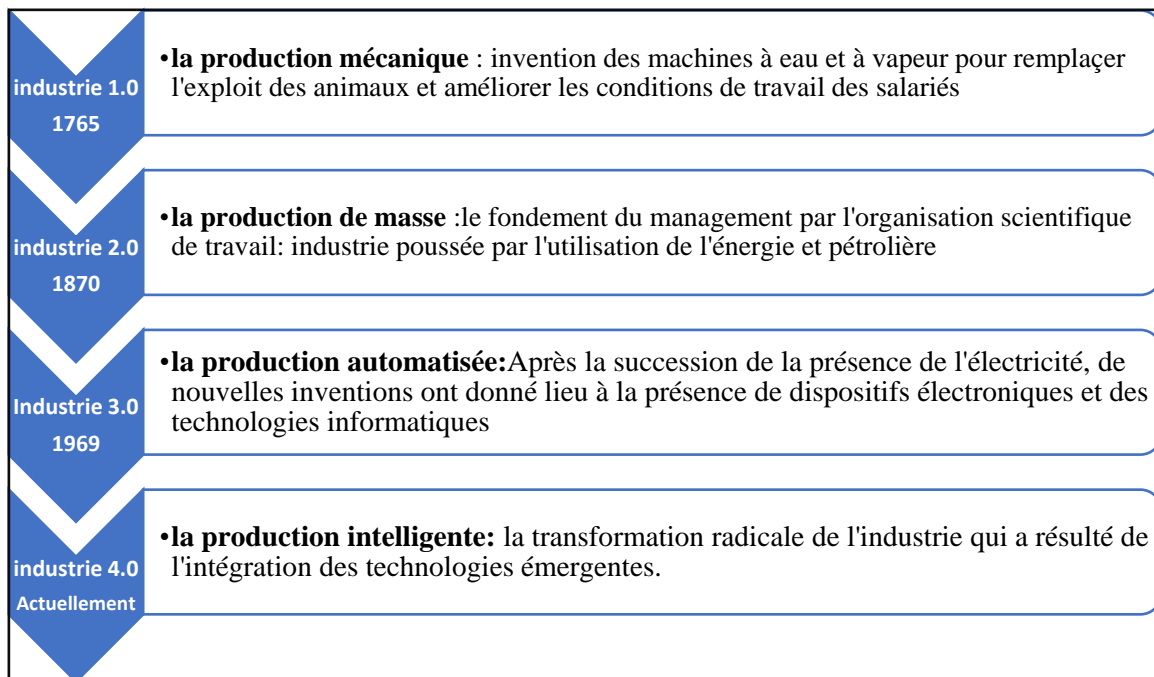 industrie 1.0
1765
•la production mécanique : invention des machines à eau et à vapeur pour remplaçer
l'exploit des animaux et améliorer les conditions de travail des salariés
industrie 2.0
1870
•la production de masse :le fondement du management par l'organisation scientifique
de travail: industrie poussée par l'utilisation de l'énergie et pétrolière
Industrie 3.0
1969
•la production automatisée:Après la succession de la présence de l'électricité, de
nouvelles inventions ont donné lieu à la présence de dispositifs électroniques et des
technologies informatiques
industrie 4.0
Actuellement
•la production intelligente: la transformation radicale de l'industrie qui a résulté de
l'intégration des technologies émergentes.